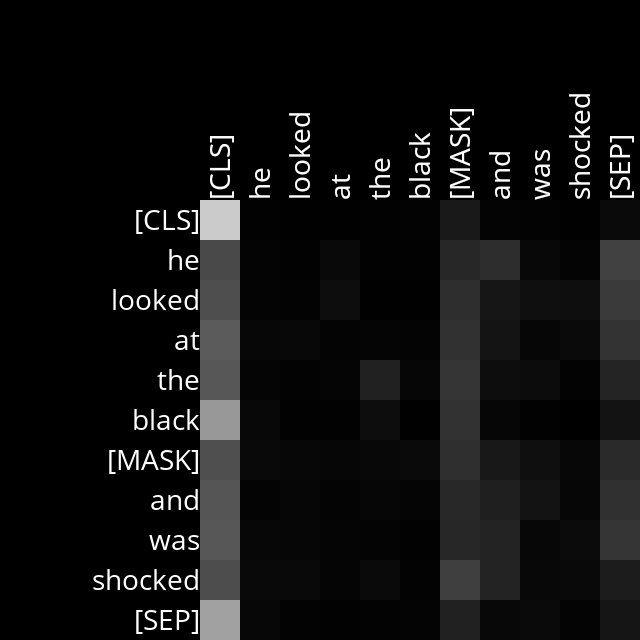 [CLS] he looked at the black [MASK] and was shocked [SEP]
[CLS]
he
looked
at
the
black
[MASK]
and
was
shocked
[SEP]